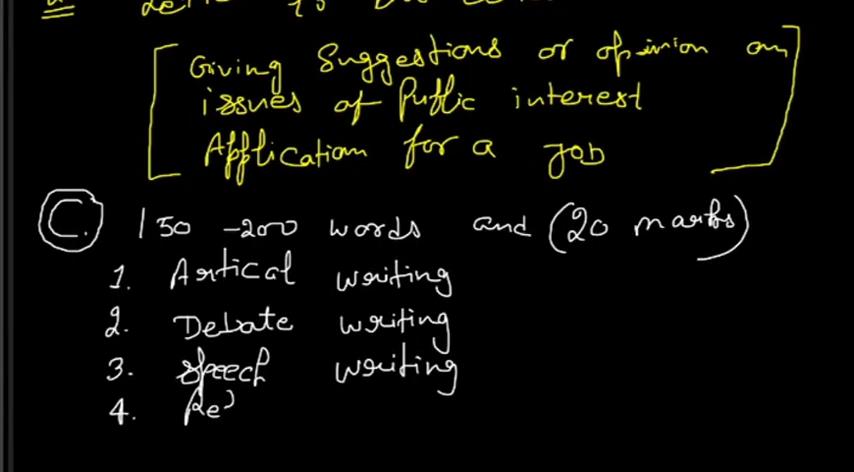 [Giving Suggestions or opinion on
issues of Public interest
Application for a job]
C. 150-200 words and (20 marks)
1. Artical writing
2. Debate writing
3. Speech writing
4. Re